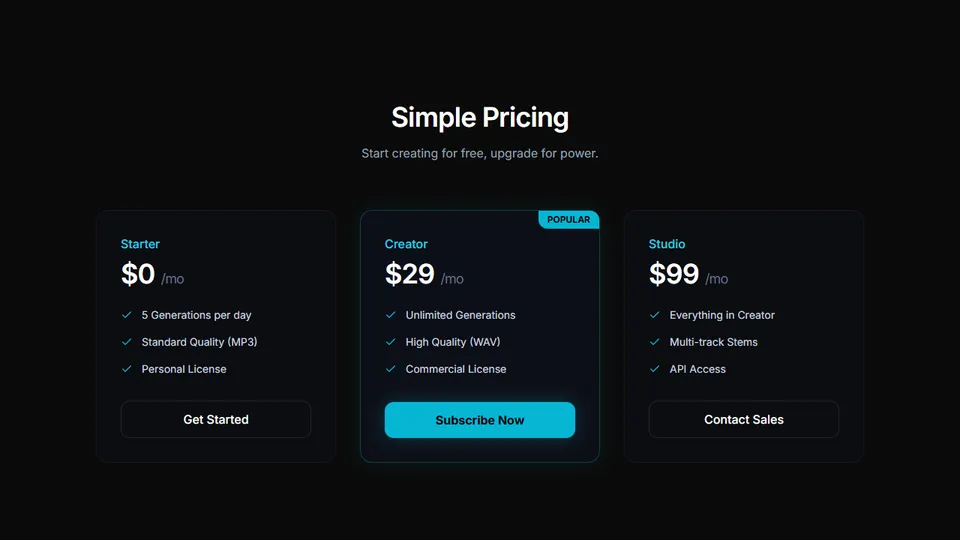 Simple Pricing
Start creating for free, upgrade for power.
Starter
$0 /mo
5 Generations per day
Standard Quality (MP3)
Personal License
Get Started
POPULAR
Creator
$29 /mo
Unlimited Generations
High Quality (WAV)
Commercial License
Subscribe Now
Studio
$99 /mo
Everything in Creator
Multi-track Stems
API Access
Contact Sales